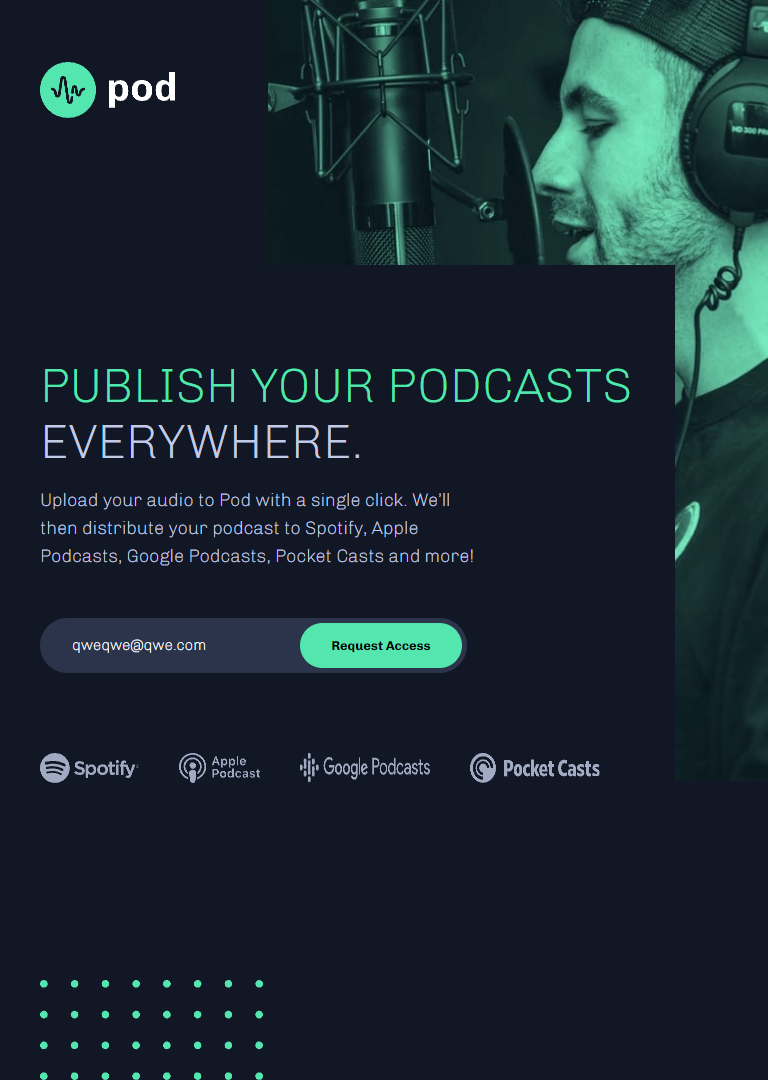 pod
HD 300 PRO
PUBLISH YOUR PODCASTS
EVERYWHERE.
Upload your audio to Pod with a single click. We’ll
then distribute your podcast to Spotify, Apple
Podcasts, Google Podcasts, Pocket Casts and more!
qweqwe@qwe.com Request Access
Spotify
Apple
Podcast
Google Podcasts
Pocket Casts